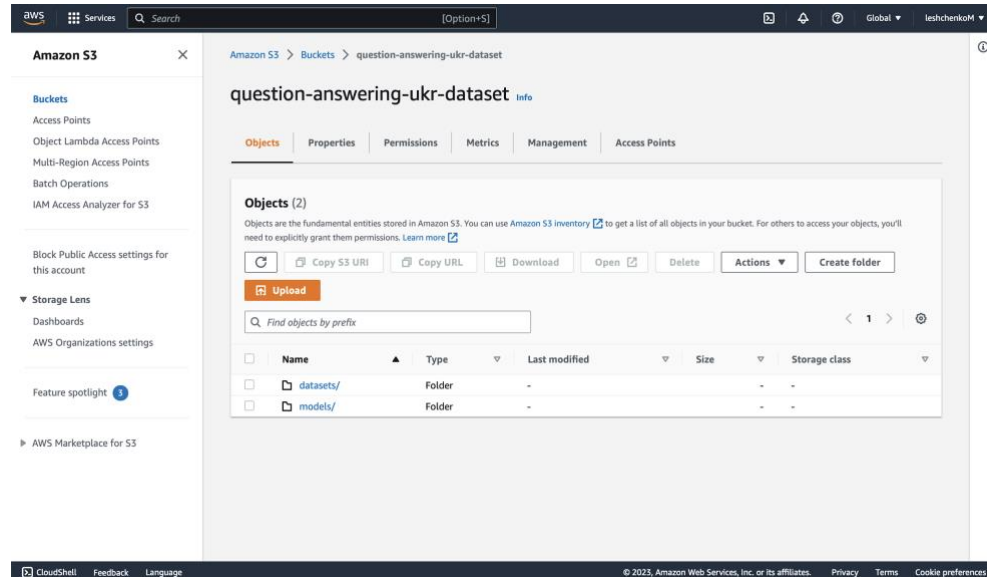 aws Services Search [Option+S] Global leshchenkoM
Amazon S3
Buckets
Access Points
Object Lambda Access Points
Multi-Region Access Points
Batch Operations
IAM Access Analyzer for S3
Block Public Access settings for
this account
Storage Lens
Dashboards
AWS Organizations settings
Feature spotlight 3
AWS Marketplace for S3
Amazon S3 > Buckets > question-answering-ukr-dataset
question-answering-ukr-dataset Info
Objects Properties Permissions Metrics Management Access Points
Objects (2)
Objects are the fundamental entities stored in Amazon S3. You can use Amazon S3 inventory to get a list of all objects in your bucket. For others to access your objects, you'll
need to explicitly grant them permissions. Learn more
Copy S3 URI Copy URL Download Open Delete Actions Create folder
Upload
Find objects by prefix 1
Name Type Last modified Size Storage class
datasets/ Folder - - -
models/ Folder - - -
CloudShell Feedback Language © 2023, Amazon Web Services, Inc. or its affiliates. Privacy Terms Cookie preferences